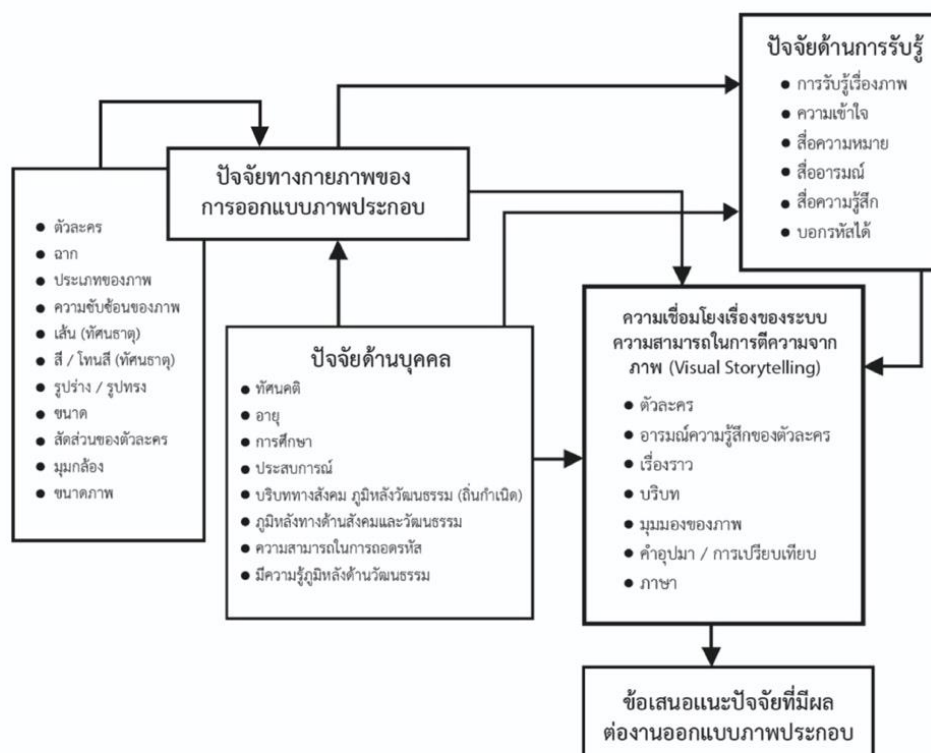 ปัจจัยด้านการรับรู้
● การรับรู้เรื่องภาพ
● ความเข้าใจ
● สื่อความหมาย
● สื่ออารมณ์
● สื่อความรู้สึก
● บอกรหัสได้
ปัจจัยทางกายภาพของ
การออกแบบภาพประกอบ
● ตัวละคร
● ฉาก
● ประเภทของภาพ
● ความซับซ้อนของภาพ
● เส้น (ทัศนธาตุ)
● สี / โทนสี (ทัศนธาตุ)
● รูปร่าง / รูปทรง
● ขนาด
● สัดส่วนของตัวละคร
● มุมกล้อง
● ขนาดภาพ
ปัจจัยด้านบุคคล
● ทัศนคติ
● อายุ
● การศึกษา
● ประสบการณ์
● บริบททางสังคม ภูมิหลังวัฒนธรรม (ถิ่นกำเนิด)
● ภูมิหลังทางด้านสังคมและวัฒนธรรม
● ความสามารถในการถอดรหัส
● มีความรู้ภูมิหลังด้านวัฒนธรรม
ความเชื่อมโยงเรื่องของระบบ
ความสามารถในการตีความจาก
ภาพ (Visual Storytelling)
● ตัวละคร
● อารมณ์ความรู้สึกของตัวละคร
● เรื่องราว
● บริบท
● มุมมองของภาพ
● คำอุปมา / การเปรียบเทียบ
● ภาษา
ข้อเสนอแนะปัจจัยที่มีผล
ต่องานออกแบบภาพประกอบ